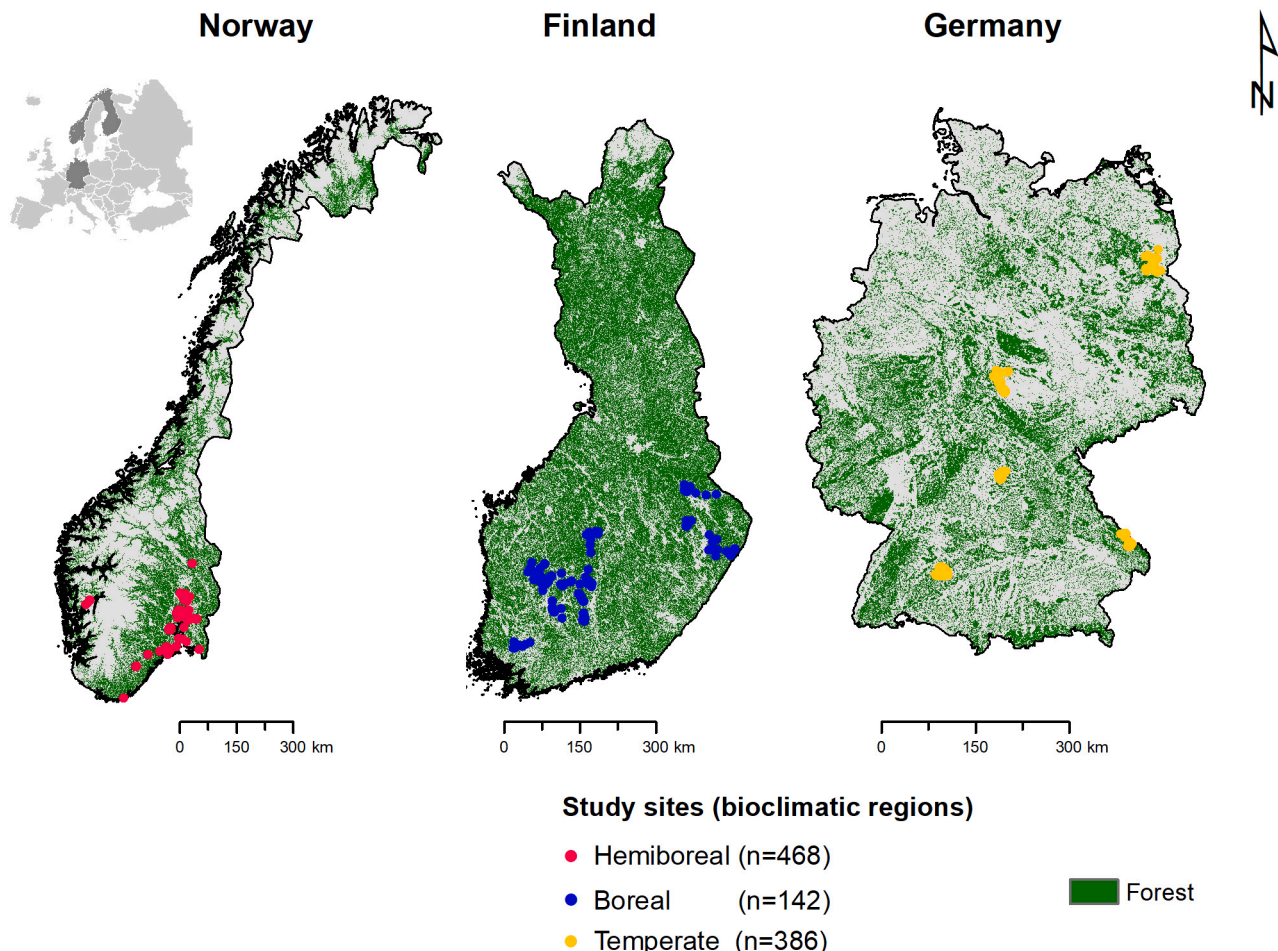 Norway Finland Germany
N
0 150 300 km
0 150 300 km
0 150 300 km
Study sites (bioclimatic regions)
Hemiboreal (n=468)
Boreal (n=142)
Forest
Temperate (n=386)